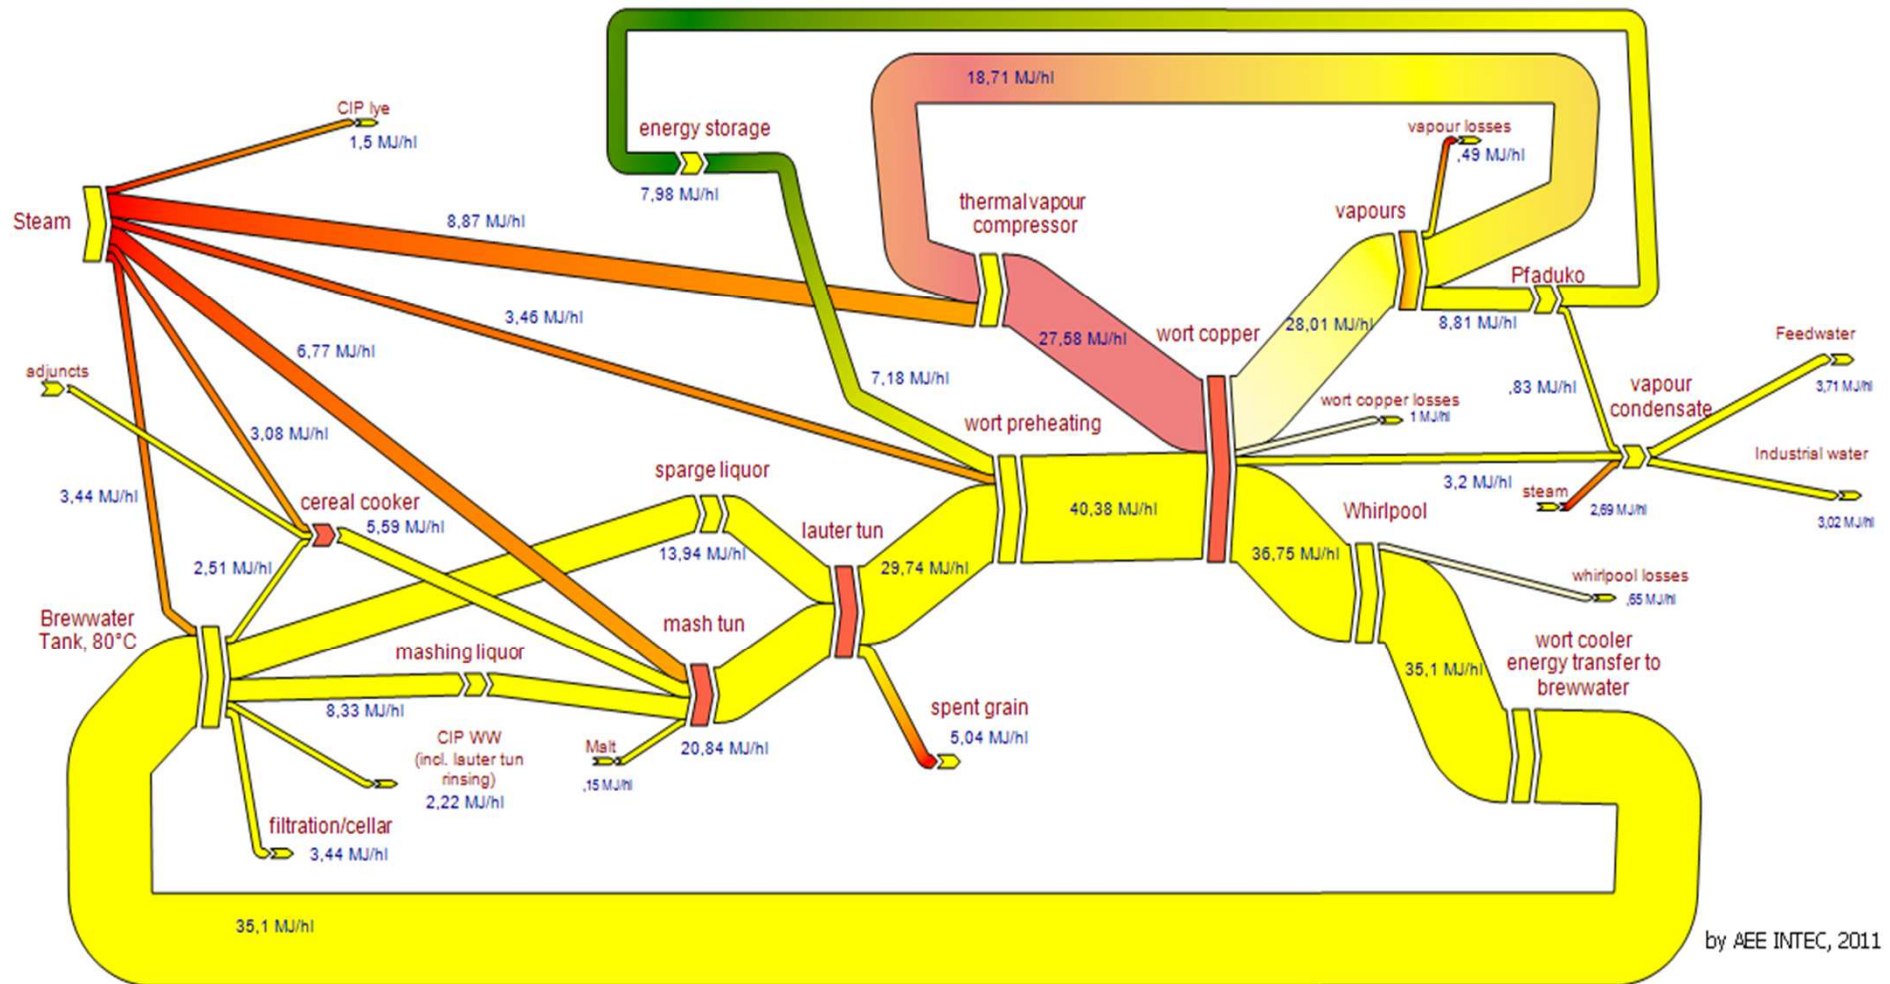 18,71 MJ/hl
CIP lye
1,5 MJ/hl
energy storage
7,98 MJ/hl
vapour losses
,49 MJ/hl
Steam
8,87 MJ/hl
thermal vapour
compressor
vapours
Pfaduko
3,46 MJ/hl
6,77 MJ/hl
27,58 MJ/hl
wort copper
28,01 MJ/hl
8,81 MJ/hl
Feedwater
3,71 MJ/hl
adjuncts
7,18 MJ/hl
,83 MJ/hl
vapour
condensate
wort copper losses
1 MJ/hl
3,08 MJ/hl
wort preheating
sparge liquor
Industrial water
3,02 MJ/hl
3,44 MJ/hl
cereal cooker
5,59 MJ/hl
40,38 MJ/hl
3,2 MJ/hl
steam
2,69 MJ/hl
Whirlpool
lauter tun
13,94 MJ/hl
29,74 MJ/hl
36,75 MJ/hl
2,51 MJ/hl
whirlpool losses
,65 MJ/hl
Brewwater
Tank, 80°C
mash tun
mashing liquor
8,33 MJ/hl
wort cooler
energy transfer to
brewwater
35,1 MJ/hl
spent grain
5,04 MJ/hl
CIP WW
(incl. lauter tun
rinsing)
2,22 MJ/hl
Malt
,15 MJ/hl
20,84 MJ/hl
filtration/cellar
3,44 MJ/hl
35,1 MJ/hl
by AEE INTEC, 2011